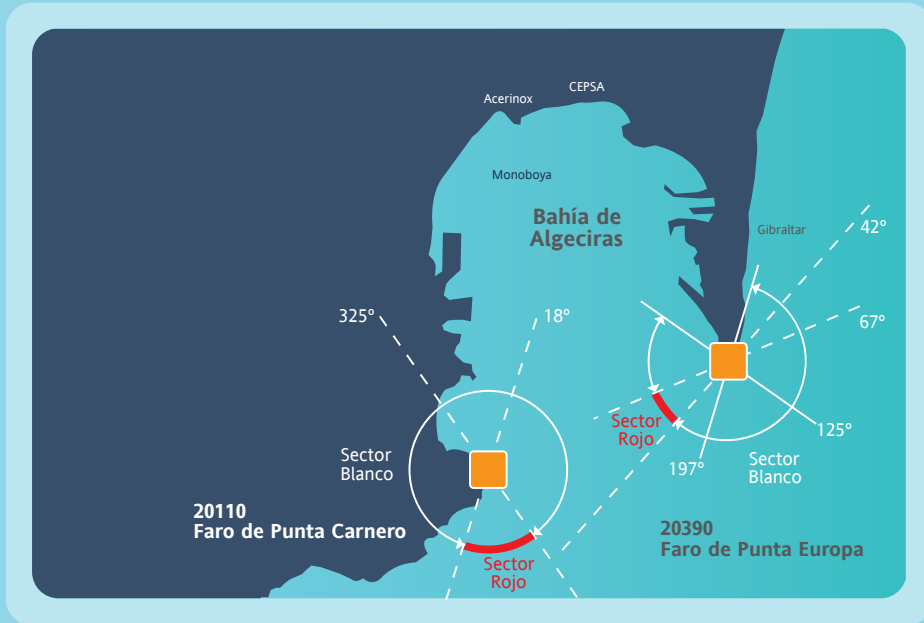 CEPSA
Acerinox
Monoboya
Bahía de
Algeciras
Gibraltar
42º
67º
325º
18º
Sector
Rojo
125º
197º
Sector
Blanco
Sector
Blanco
20110
Faro de Punta Carnero
20390
Faro de Punta Europa
Sector
Rojo